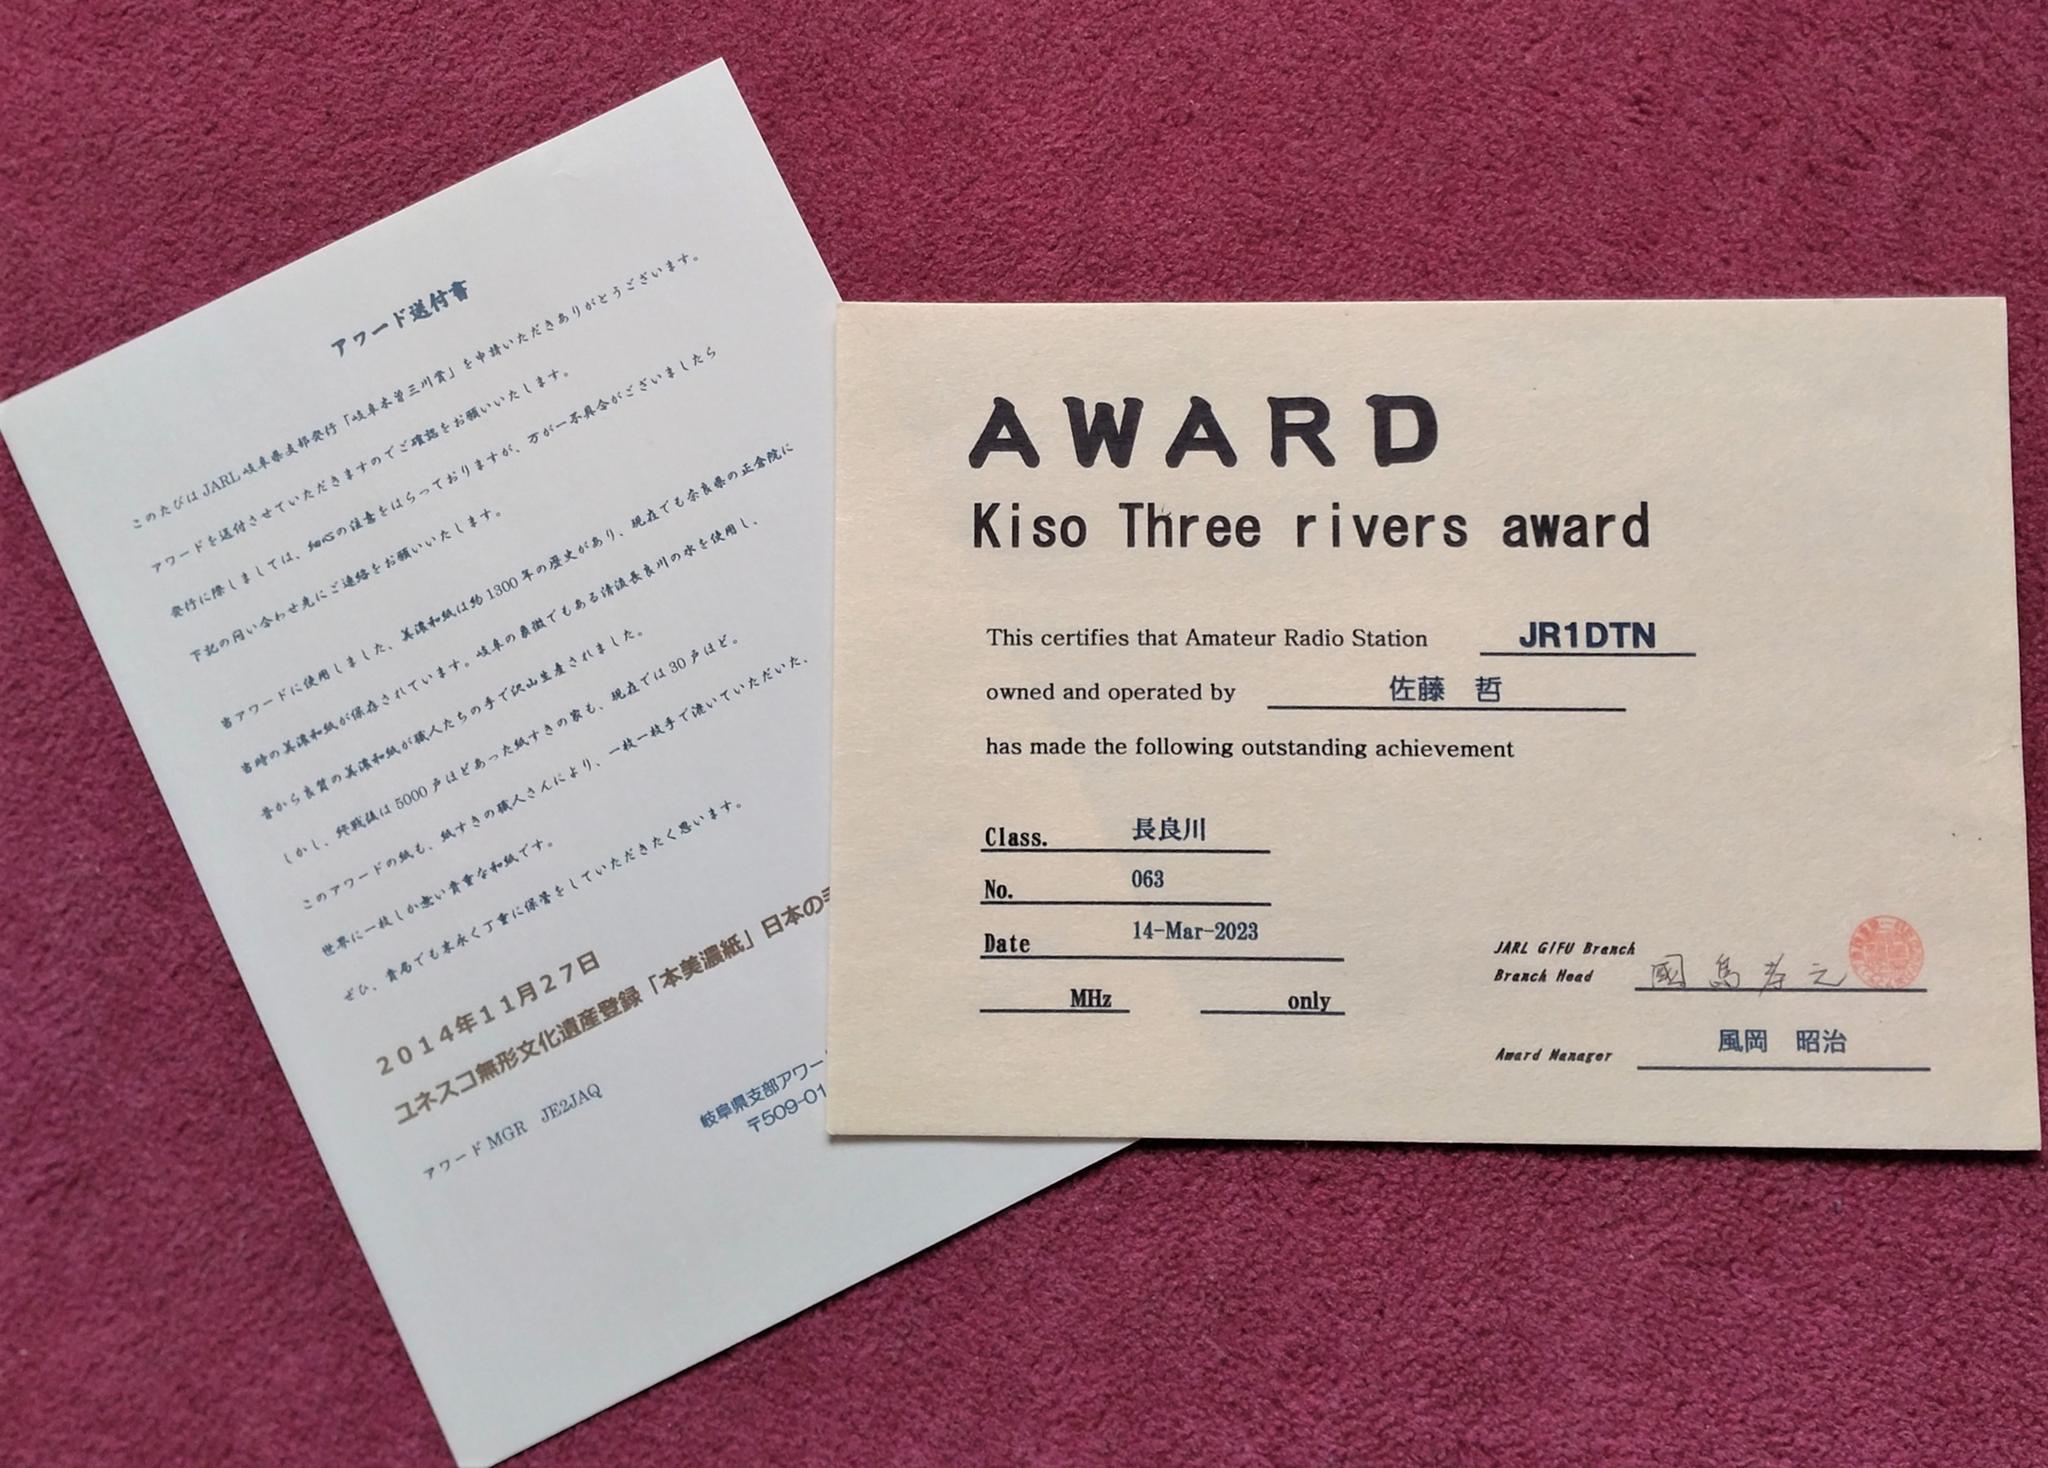 アワード送付書
このたびはJARL岐阜県支部発行「岐阜木曽三川賞」を申請いただきありがとうございます。
アワードを送付させていただきますのでご確認をお願いいたします。
発行に際しましては、細心の注意をはらっておりますが、万が一不具合がございましたら
下記の問い合わせ先にご連絡をお願いいたします。
当アワードに使用しました、美濃和紙は約1300年の歴史があり、現在でも奈良県の正倉院に
当時の美濃和紙が保存されています。岐阜の象徴でもある清流長良川の水を使用し、
昔から良質の美濃和紙が職人たちの手で沢山生産されました。
しかし、終戦後は5000戸ほどあった紙すきの家も、現在では30戸ほど。
このアワードの紙も、紙すきの職人さんにより、一枚一枚手で漉いていただいた、
世界に一枚しか無い貴重な和紙です。
ぜひ、貴局でも末永く丁重に保管をしていただきたく思います。
2014年11月27日
ユネスコ無形文化遺産登録「本美濃紙」日本の手
アワードMGR JE2JAQ
岐阜県支部アワー
〒509-01
AWARD
Kiso Three rivers award
This certifies that Amateur Radio Station JR1DTN
owned and operated by 佐藤 哲
has made the following outstanding achievement
Class. 長良川
No. 063
Date 14-Mar-2023
MHz only
JARL GIFU Branch
Branch Head 國島孝之
Award Manager 風岡 昭治